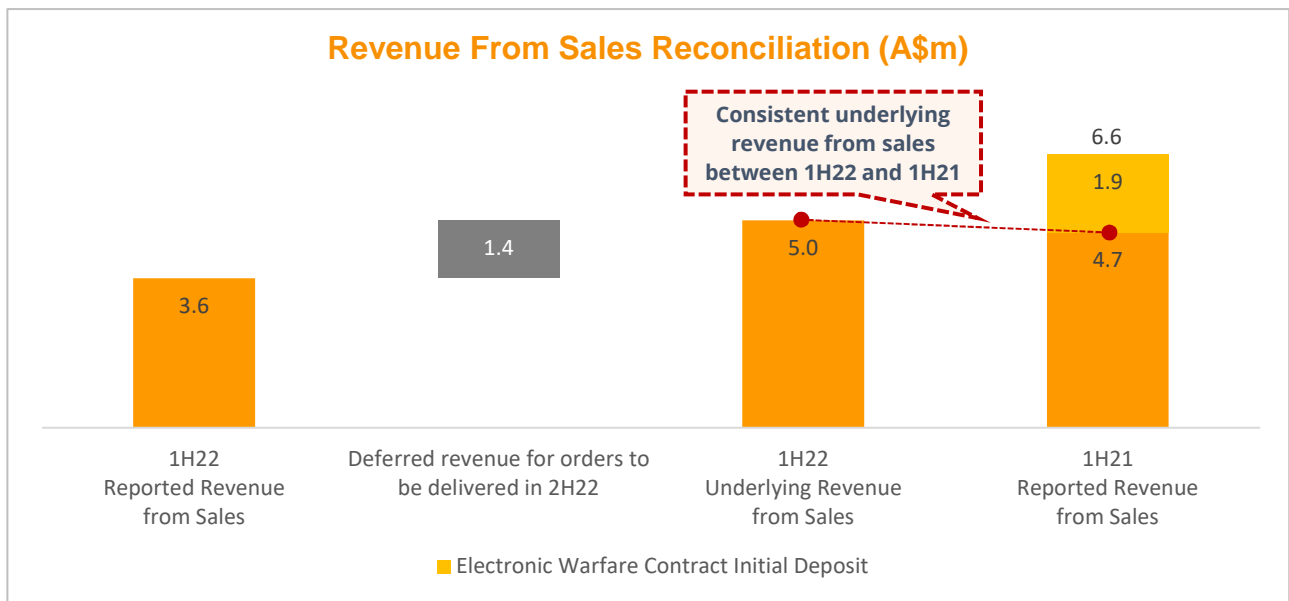 Revenue From Sales Reconciliation (A$m)
Consistent underlying
revenue from sales
between 1H22 and 1H21
6.6
1.9
1.4
5.0
4.7
3.6
1H22
Reported Revenue
from Sales
Deferred revenue for orders to
be delivered in 2H22
1H22
Underlying Revenue
from Sales
1H21
Reported Revenue
from Sales
Electronic Warfare Contract Initial Deposit